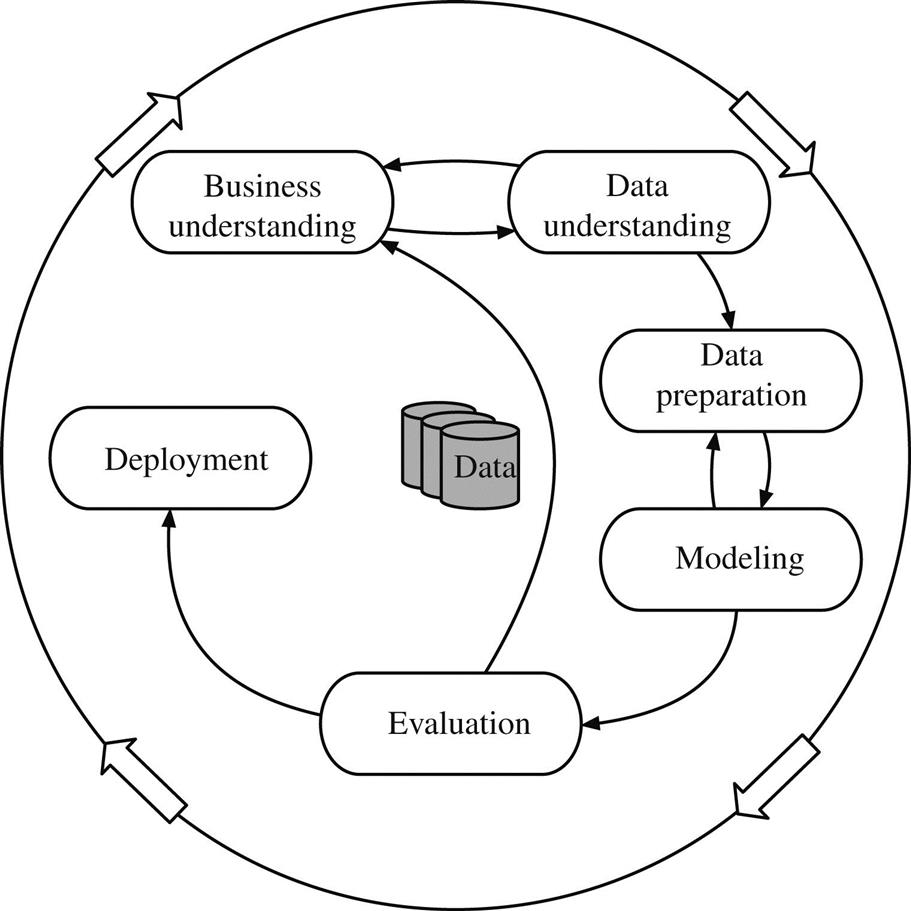 Business
understanding
Data
understanding
Data
preparation
Deployment
Data
Modeling
Evaluation